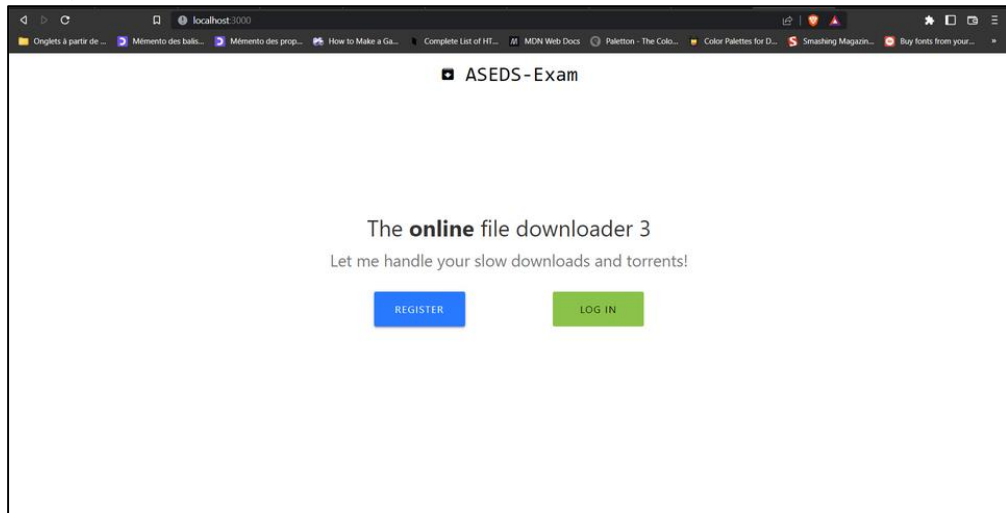 localhost:3000
Onglets à partir de ... Mémento des balis... Mémento des prop... How to Make a Ga... Complete List of HT... MDN Web Docs Paletton - The Colo... Color Palettes for D... Smashing Magazin... Buy fonts from your... »
ASEDS-Exam
The online file downloader 3
Let me handle your slow downloads and torrents!
REGISTER LOG IN